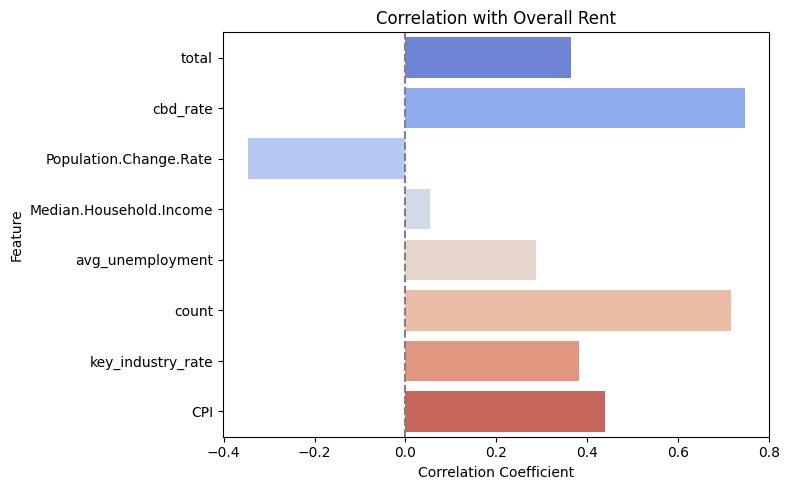 Correlation with Overall Rent
total
cbd_rate
Population.Change.Rate
Median.Household.Income
avg_unemployment
count
key_industry_rate
CPI
Feature
−0.4 −0.2 0.0 0.2 0.4 0.6 0.8
Correlation Coefficient